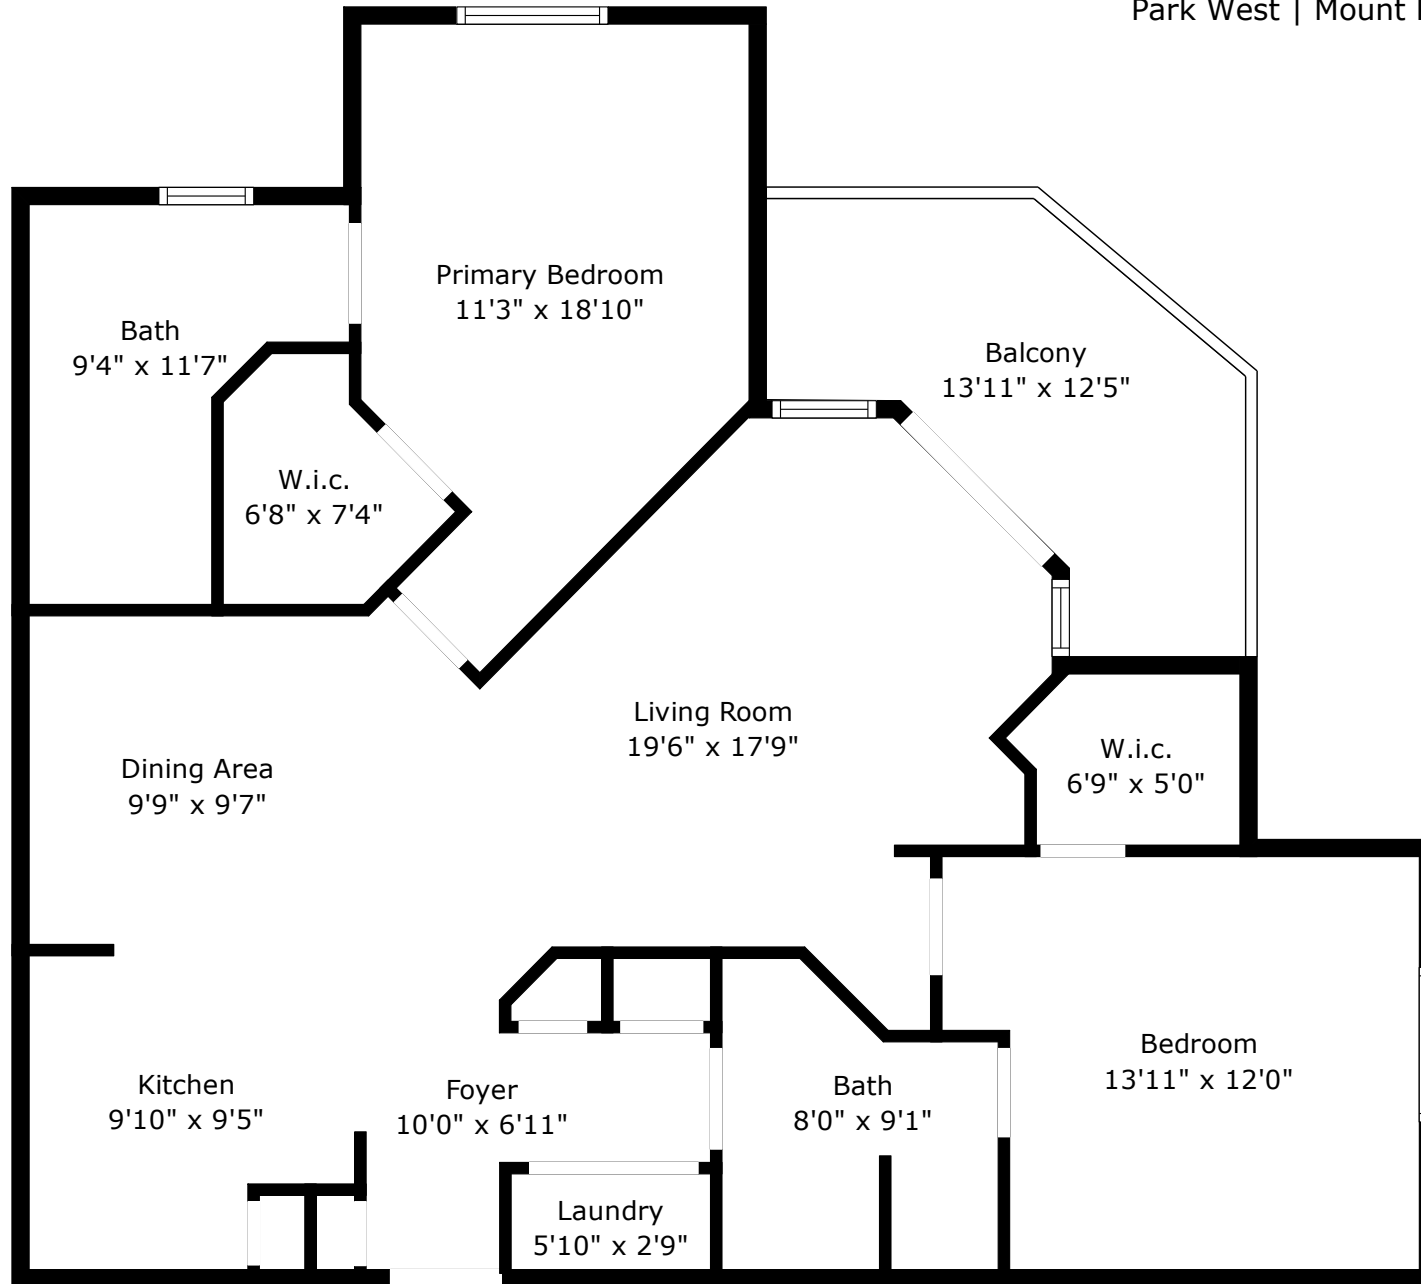 Park West | Mount
Primary Bedroom
11'3" x 18'10"
Bath
9'4" x 11'7"
Balcony
13'11" x 12'5"
W.i.c.
6'8" x 7'4"
Living Room
19'6" x 17'9"
W.i.c.
6'9" x 5'0"
Dining Area
9'9" x 9'7"
Bedroom
13'11" x 12'0"
Kitchen
9'10" x 9'5"
Foyer
10'0" x 6'11"
Bath
8'0" x 9'1"
Laundry
5'10" x 2'9"